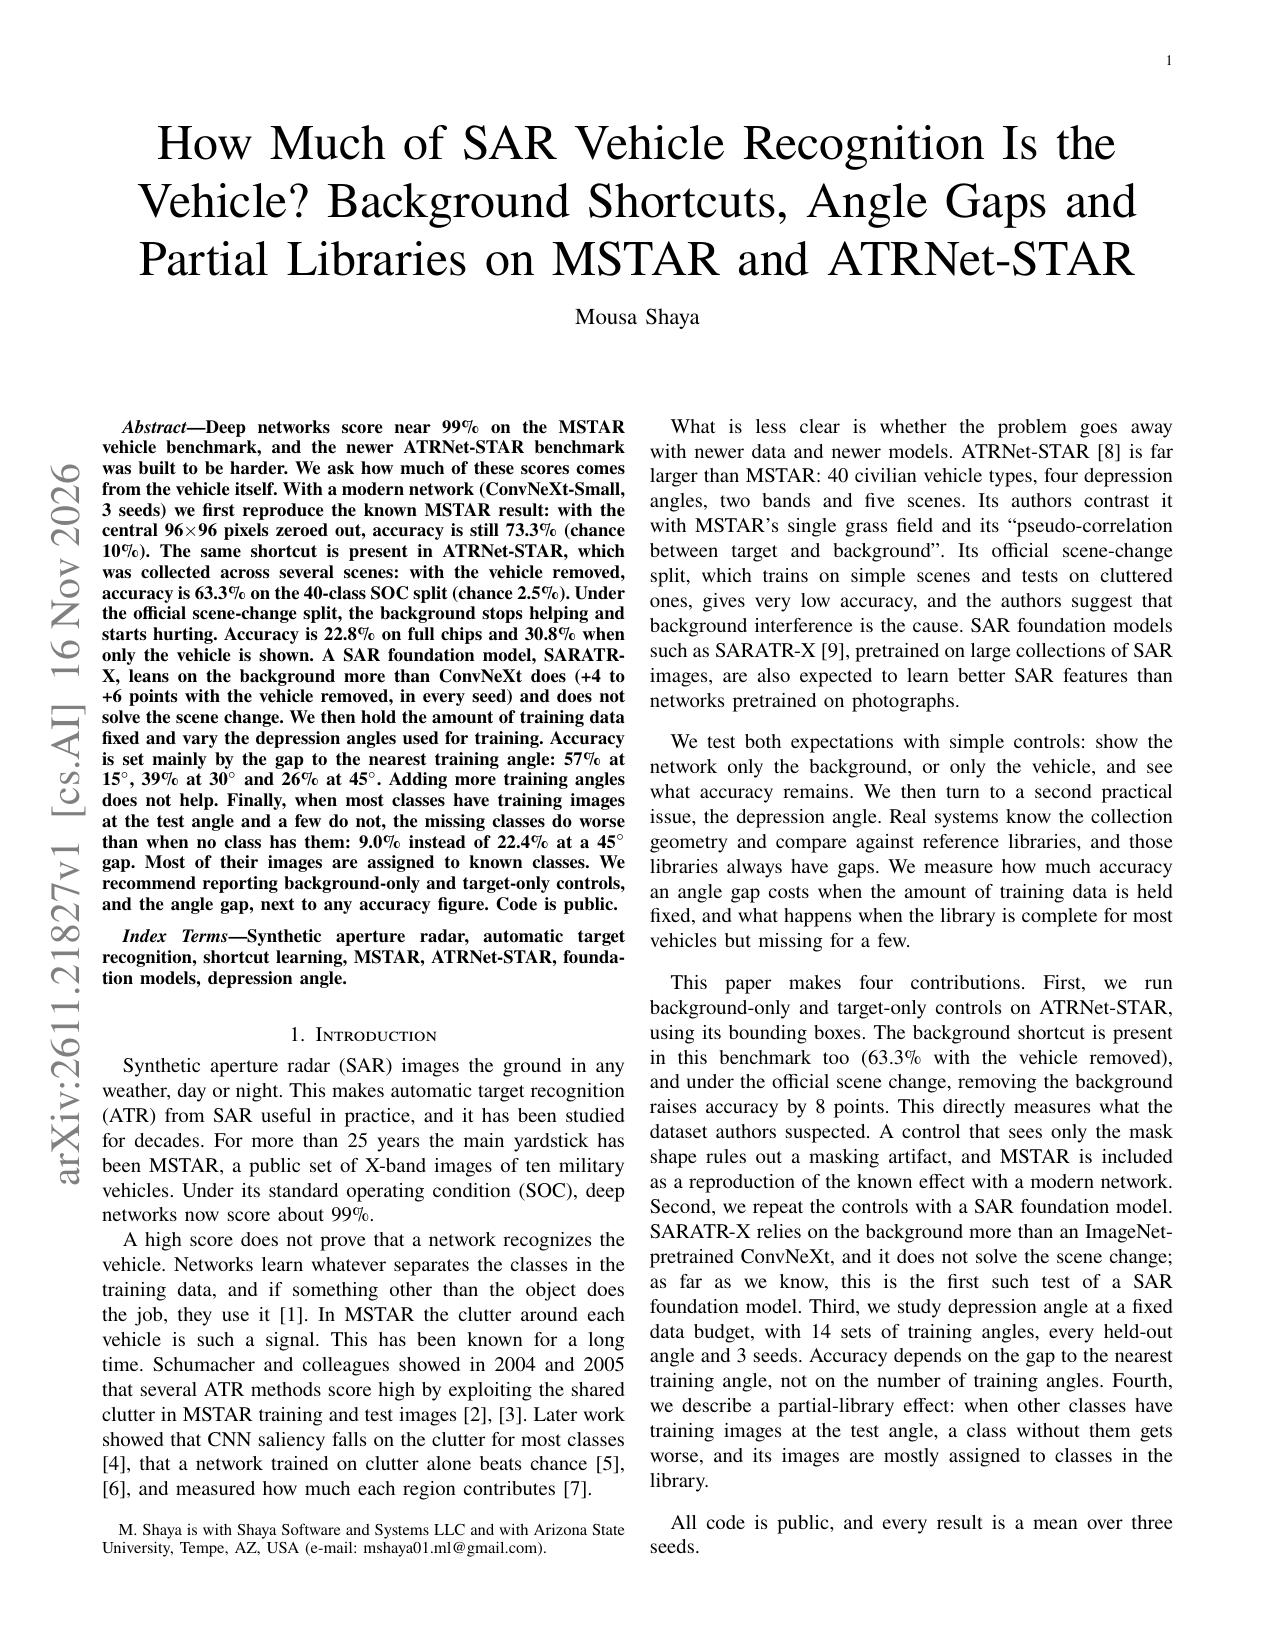 1
How Much of SAR Vehicle Recognition Is the
Vehicle? Background Shortcuts, Angle Gaps and
Partial Libraries on MSTAR and ATRNet-STAR
Mousa Shaya
arXiv:2611.21827v1 [cs.AI] 16 Nov 2026
Abstract—Deep networks score near 99% on the MSTAR
vehicle benchmark, and the newer ATRNet-STAR benchmark
was built to be harder. We ask how much of these scores comes
from the vehicle itself. With a modern network (ConvNeXt-Small,
3 seeds) we first reproduce the known MSTAR result: with the
central 96×96 pixels zeroed out, accuracy is still 73.3% (chance
10%). The same shortcut is present in ATRNet-STAR, which
was collected across several scenes: with the vehicle removed,
accuracy is 63.3% on the 40-class SOC split (chance 2.5%). Under
the official scene-change split, the background stops helping and
starts hurting. Accuracy is 22.8% on full chips and 30.8% when
only the vehicle is shown. A SAR foundation model, SARATR-
X, leans on the background more than ConvNeXt does (+4 to
+6 points with the vehicle removed, in every seed) and does not
solve the scene change. We then hold the amount of training data
fixed and vary the depression angles used for training. Accuracy
is set mainly by the gap to the nearest training angle: 57% at
15°, 39% at 30° and 26% at 45°. Adding more training angles
does not help. Finally, when most classes have training images
at the test angle and a few do not, the missing classes do worse
than when no class has them: 9.0% instead of 22.4% at a 45°
gap. Most of their images are assigned to known classes. We
recommend reporting background-only and target-only controls,
and the angle gap, next to any accuracy figure. Code is public.
Index Terms—Synthetic aperture radar, automatic target
recognition, shortcut learning, MSTAR, ATRNet-STAR, founda-
tion models, depression angle.
1. Introduction
Synthetic aperture radar (SAR) images the ground in any
weather, day or night. This makes automatic target recognition
(ATR) from SAR useful in practice, and it has been studied
for decades. For more than 25 years the main yardstick has
been MSTAR, a public set of X-band images of ten military
vehicles. Under its standard operating condition (SOC), deep
networks now score about 99%.
A high score does not prove that a network recognizes the
vehicle. Networks learn whatever separates the classes in the
training data, and if something other than the object does
the job, they use it [1]. In MSTAR the clutter around each
vehicle is such a signal. This has been known for a long
time. Schumacher and colleagues showed in 2004 and 2005
that several ATR methods score high by exploiting the shared
clutter in MSTAR training and test images [2], [3]. Later work
showed that CNN saliency falls on the clutter for most classes
[4], that a network trained on clutter alone beats chance [5],
[6], and measured how much each region contributes [7].
M. Shaya is with Shaya Software and Systems LLC and with Arizona State
University, Tempe, AZ, USA (e-mail: mshaya01.ml@gmail.com).
What is less clear is whether the problem goes away
with newer data and newer models. ATRNet-STAR [8] is far
larger than MSTAR: 40 civilian vehicle types, four depression
angles, two bands and five scenes. Its authors contrast it
with MSTAR's single grass field and its “pseudo-correlation
between target and background”. Its official scene-change
split, which trains on simple scenes and tests on cluttered
ones, gives very low accuracy, and the authors suggest that
background interference is the cause. SAR foundation models
such as SARATR-X [9], pretrained on large collections of SAR
images, are also expected to learn better SAR features than
networks pretrained on photographs.
We test both expectations with simple controls: show the
network only the background, or only the vehicle, and see
what accuracy remains. We then turn to a second practical
issue, the depression angle. Real systems know the collection
geometry and compare against reference libraries, and those
libraries always have gaps. We measure how much accuracy
an angle gap costs when the amount of training data is held
fixed, and what happens when the library is complete for most
vehicles but missing for a few.
This paper makes four contributions. First, we run
background-only and target-only controls on ATRNet-STAR,
using its bounding boxes. The background shortcut is present
in this benchmark too (63.3% with the vehicle removed),
and under the official scene change, removing the background
raises accuracy by 8 points. This directly measures what the
dataset authors suspected. A control that sees only the mask
shape rules out a masking artifact, and MSTAR is included
as a reproduction of the known effect with a modern network.
Second, we repeat the controls with a SAR foundation model.
SARATR-X relies on the background more than an ImageNet-
pretrained ConvNeXt, and it does not solve the scene change;
as far as we know, this is the first such test of a SAR
foundation model. Third, we study depression angle at a fixed
data budget, with 14 sets of training angles, every held-out
angle and 3 seeds. Accuracy depends on the gap to the nearest
training angle, not on the number of training angles. Fourth,
we describe a partial-library effect: when other classes have
training images at the test angle, a class without them gets
worse, and its images are mostly assigned to classes in the
library.
All code is public, and every result is a mean over three
seeds.